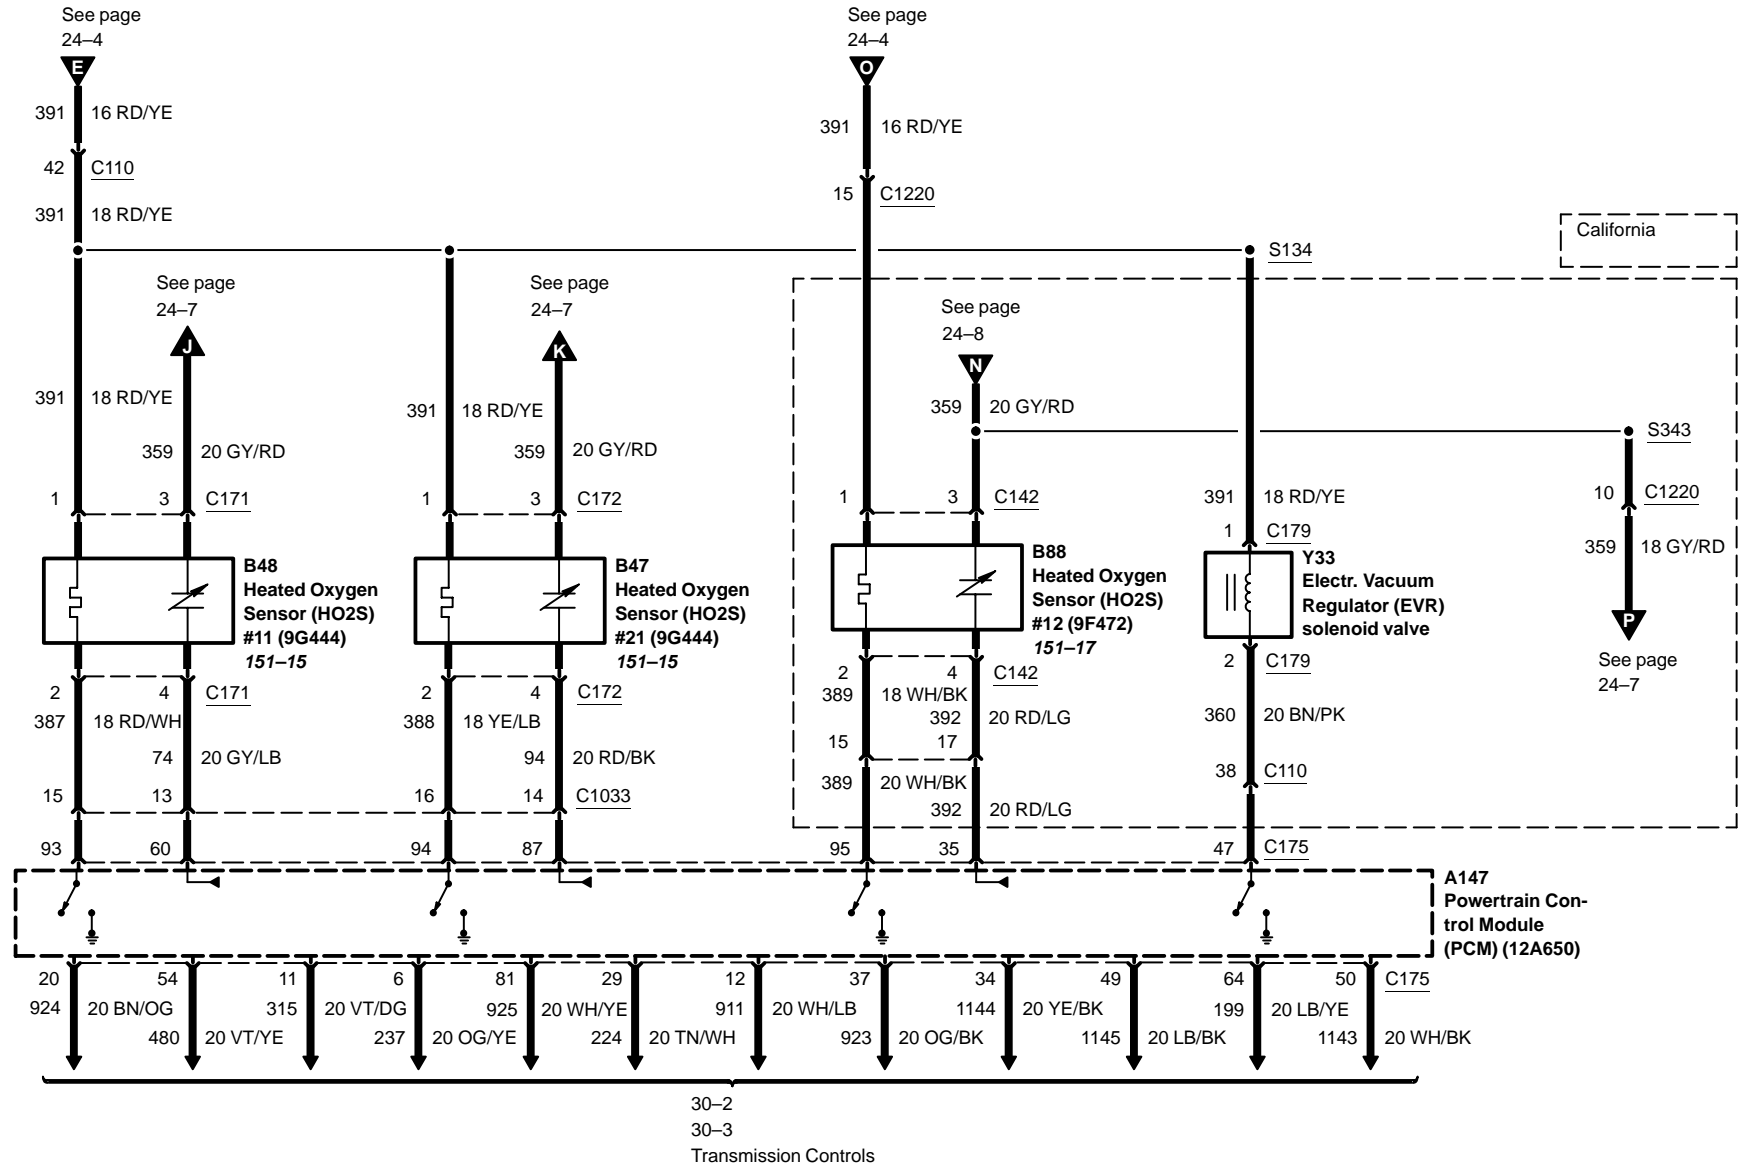 See page
24–4
E
391 16 RD/YE
42 C110
391 18 RD/YE
See page
24–4
O
391 16 RD/YE
15 C1220
S134
California
See page
24–7
J
See page
24–7
K
See page
24–8
N
391 18 RD/YE
359 20 GY/RD
391 18 RD/YE
359 20 GY/RD
359 20 GY/RD
S343
1 3 C171
1 3 C172
1 3 C142
391 18 RD/YE
1 C179
10 C1220
359 18 GY/RD
P
See page
24–7
B48
Heated Oxygen
Sensor (HO2S)
#11 (9G444)
151–15
B47
Heated Oxygen
Sensor (HO2S)
#21 (9G444)
151–15
B88
Heated Oxygen
Sensor (HO2S)
#12 (9F472)
151–17
Y33
Electr. Vacuum
Regulator (EVR)
solenoid valve
2 4 C171
387 18 RD/WH
74 20 GY/LB
15 13
2 4 C172
388 18 YE/LB
94 20 RD/BK
16 14 C1033
2 4 C142
389 18 WH/BK
392 20 RD/LG
15 17
389 20 WH/BK
392 20 RD/LG
2 C179
360 20 BN/PK
38 C110
93 60 94 87 95 35 47 C175
A147
Powertrain Con-
trol Module
(PCM) (12A650)
20 54 11 6 81 29 12 37 34 49 64 50 C175
924 20 BN/OG 315 20 VT/DG 925 20 WH/YE 911 20 WH/LB 1144 20 YE/BK 199 20 LB/YE
480 20 VT/YE 237 20 OG/YE 224 20 TN/WH 923 20 OG/BK 1145 20 LB/BK 1143 20 WH/BK
30–2
30–3
Transmission Controls